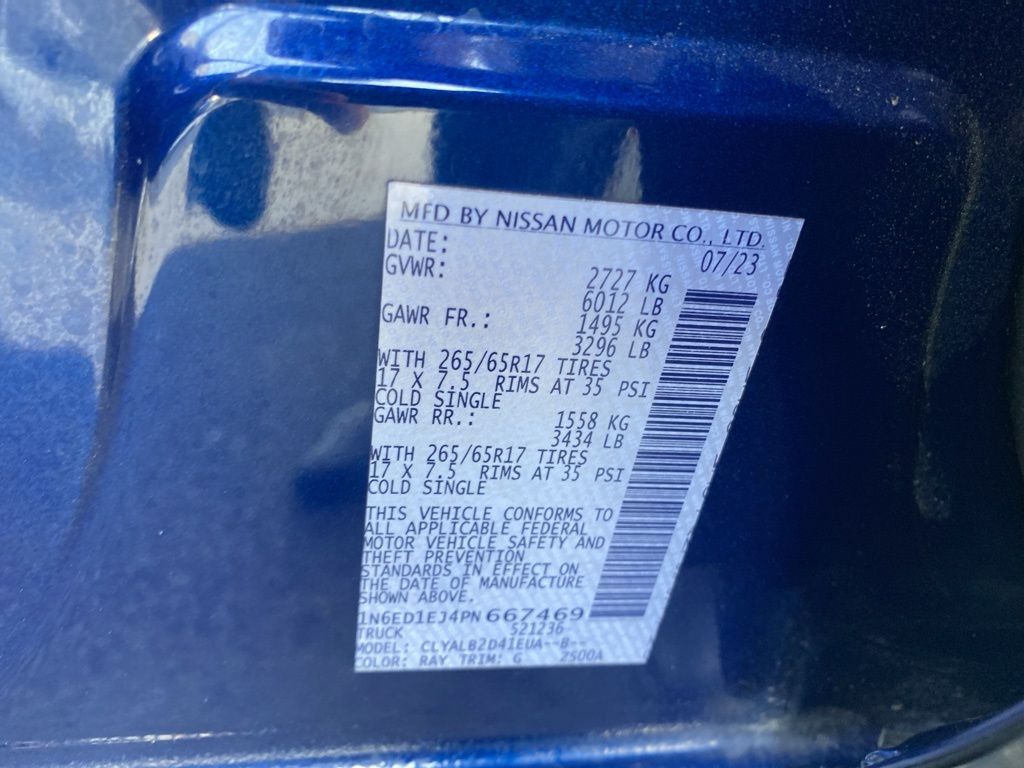 MFD BY NISSAN MOTOR CO., LTD.
DATE: 07/23
GVWR: 2727 KG
6012 LB
GAWR FR.: 1495 KG
3296 LB
WITH 265/65R17 TIRES
17 X 7.5 RIMS AT 35 PSI
COLD SINGLE
GAWR RR.: 1558 KG
3434 LB
WITH 265/65R17 TIRES
17 X 7.5 RIMS AT 35 PSI
COLD SINGLE
THIS VEHICLE CONFORMS TO
ALL APPLICABLE FEDERAL
MOTOR VEHICLE SAFETY AND
THEFT PREVENTION
STANDARDS IN EFFECT ON
THE DATE OF MANUFACTURE
SHOWN ABOVE.
1N6ED1EJ4PN667469
TRUCK S21236
MODEL: CLYALB2D41EUA--B--
COLOR: RAY TRIM: G ZS00A